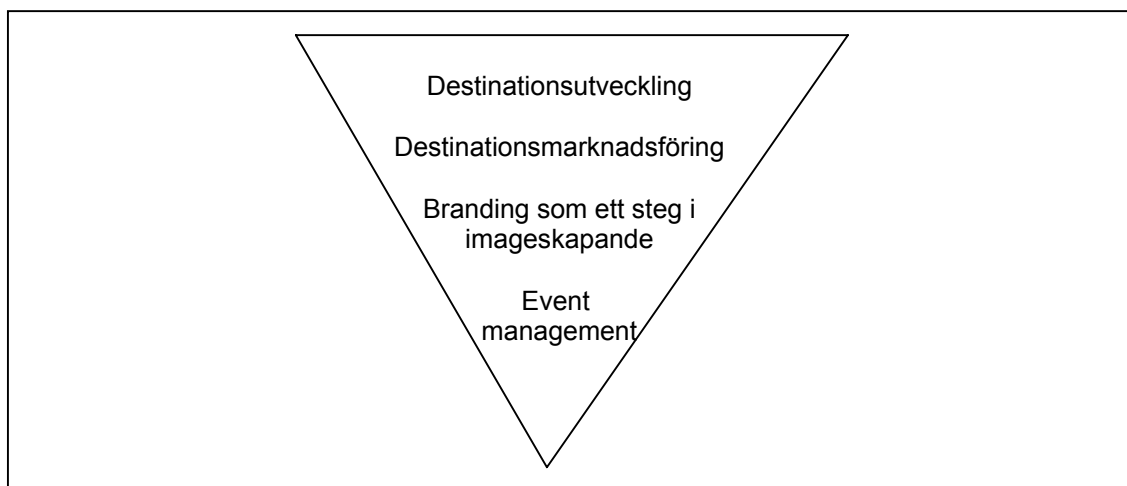 Destinationsutveckling
Destinationsmarknadsföring
Branding som ett steg i
imageskapande
Event
management